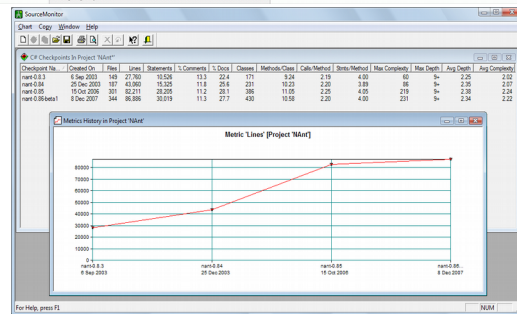 SourceMonitor
Chart Copy Window Help
C# Checkpoints In Project 'NAnt'
Checkpoint Na... Created On Files Lines Statements % Comments % Docs Classes Methods/Class Calls/Method Stmts/Method Max Complexity Max Depth Avg Depth Avg Complexity
nant-0.8.3 6 Sep 2003 149 27,760 10,526 13.3 22.4 171 9.24 2.19 4.00 60 9+ 2.25 2.02
nant-0.84 25 Dec 2003 187 43,060 15,325 11.8 25.6 231 10.23 2.20 3.89 86 9+ 2.35 2.07
nant-0.85 15 Oct 2006 301 82,211 28,205 11.2 28.1 386 11.05 2.25 4.05 219 9+ 2.38 2.24
nant-0.86-beta1 8 Dec 2007 344 86,886 30,019 11.3 27.7 430 10.58 2.20 4.00 231 9+ 2.34 2.22
Metrics History in Project 'NAnt'
Metric 'Lines' [Project 'NAnt']
80000
70000
60000
50000
40000
30000
20000
10000
0
nant-0.8.3 nant-0.84 nant-0.85 nant-0.86...
6 Sep 2003 25 Dec 2003 15 Oct 2006 8 Dec 2007
For Help, press F1 NUM